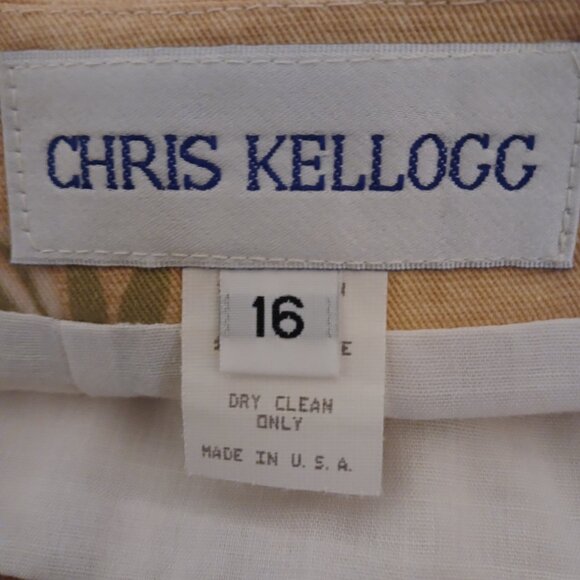 CHRIS KELLOGG
16
DRY CLEAN
ONLY
MADE IN U.S.A.